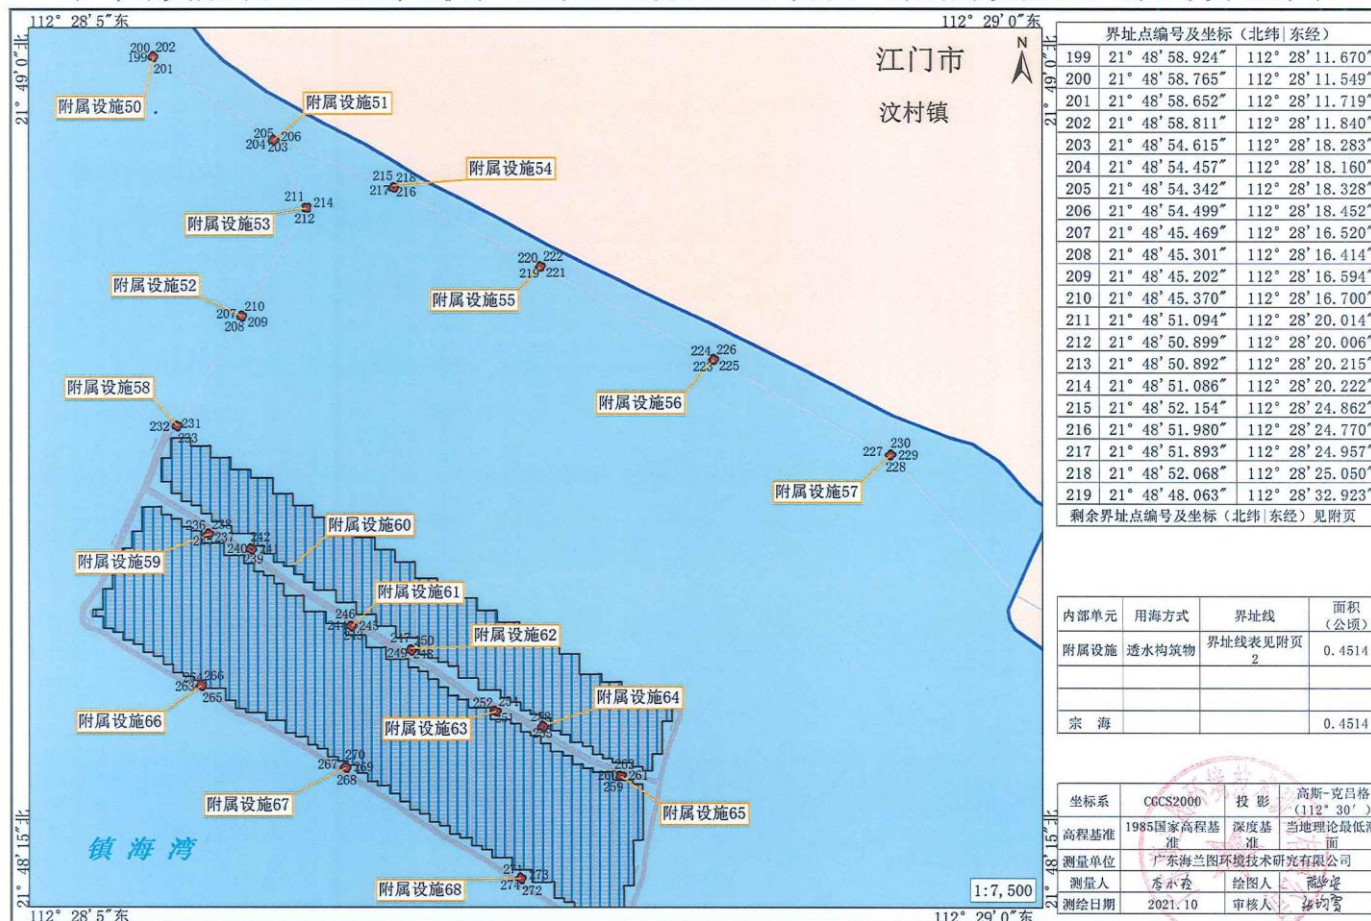 112° 28′5″东
112° 29′0″东
21° 49′0″北
21° 49′0″北
江门市
汶村镇
N
200 202
199
201
附属设施50
附属设施51
205 206
204 203
附属设施54
215 218
217 216
211 214
212
附属设施53
220 222
219 221
附属设施55
附属设施52
210
207
208 209
224 226
223 225
附属设施56
附属设施58
231
232
233
230
227 229
228
附属设施57
236 238
237
附属设施59
附属设施60
242
240
239
附属设施61
246
245
附属设施62
247 250
249 248
264 266
263
265
附属设施66
附属设施64
252 254
附属设施63
附属设施65
262
260 261
259
270
267 269
268
附属设施67
镇海湾
271 273
274 272
附属设施68
1:7,500
21° 48′15″北
21° 48′15″北
112° 28′5″东
112° 29′0″东
界址点编号及坐标（北纬|东经）
199 21° 48′58.924″ 112° 28′11.670″
200 21° 48′58.765″ 112° 28′11.549″
201 21° 48′58.652″ 112° 28′11.719″
202 21° 48′58.811″ 112° 28′11.840″
203 21° 48′54.615″ 112° 28′18.283″
204 21° 48′54.457″ 112° 28′18.160″
205 21° 48′54.342″ 112° 28′18.328″
206 21° 48′54.499″ 112° 28′18.452″
207 21° 48′45.469″ 112° 28′16.520″
208 21° 48′45.301″ 112° 28′16.414″
209 21° 48′45.202″ 112° 28′16.594″
210 21° 48′45.370″ 112° 28′16.700″
211 21° 48′51.094″ 112° 28′20.014″
212 21° 48′50.899″ 112° 28′20.006″
213 21° 48′50.892″ 112° 28′20.215″
214 21° 48′51.086″ 112° 28′20.222″
215 21° 48′52.154″ 112° 28′24.862″
216 21° 48′51.980″ 112° 28′24.770″
217 21° 48′51.893″ 112° 28′24.957″
218 21° 48′52.068″ 112° 28′25.050″
219 21° 48′48.063″ 112° 28′32.923″
剩余界址点编号及坐标（北纬|东经）见附页
内部单元 用海方式 界址线 面积（公顷）
附属设施 透水构筑物 界址线表见附页2 0.4514
宗 海 0.4514
坐标系 CGCS2000 投 影 高斯-克吕格（112° 30′）
高程基准 1985国家高程基准 深度基准 当地理论最低潮面
测量单位 广东海兰图环境技术研究有限公司
测量人 绘图人
测绘日期 2021.10 审核人